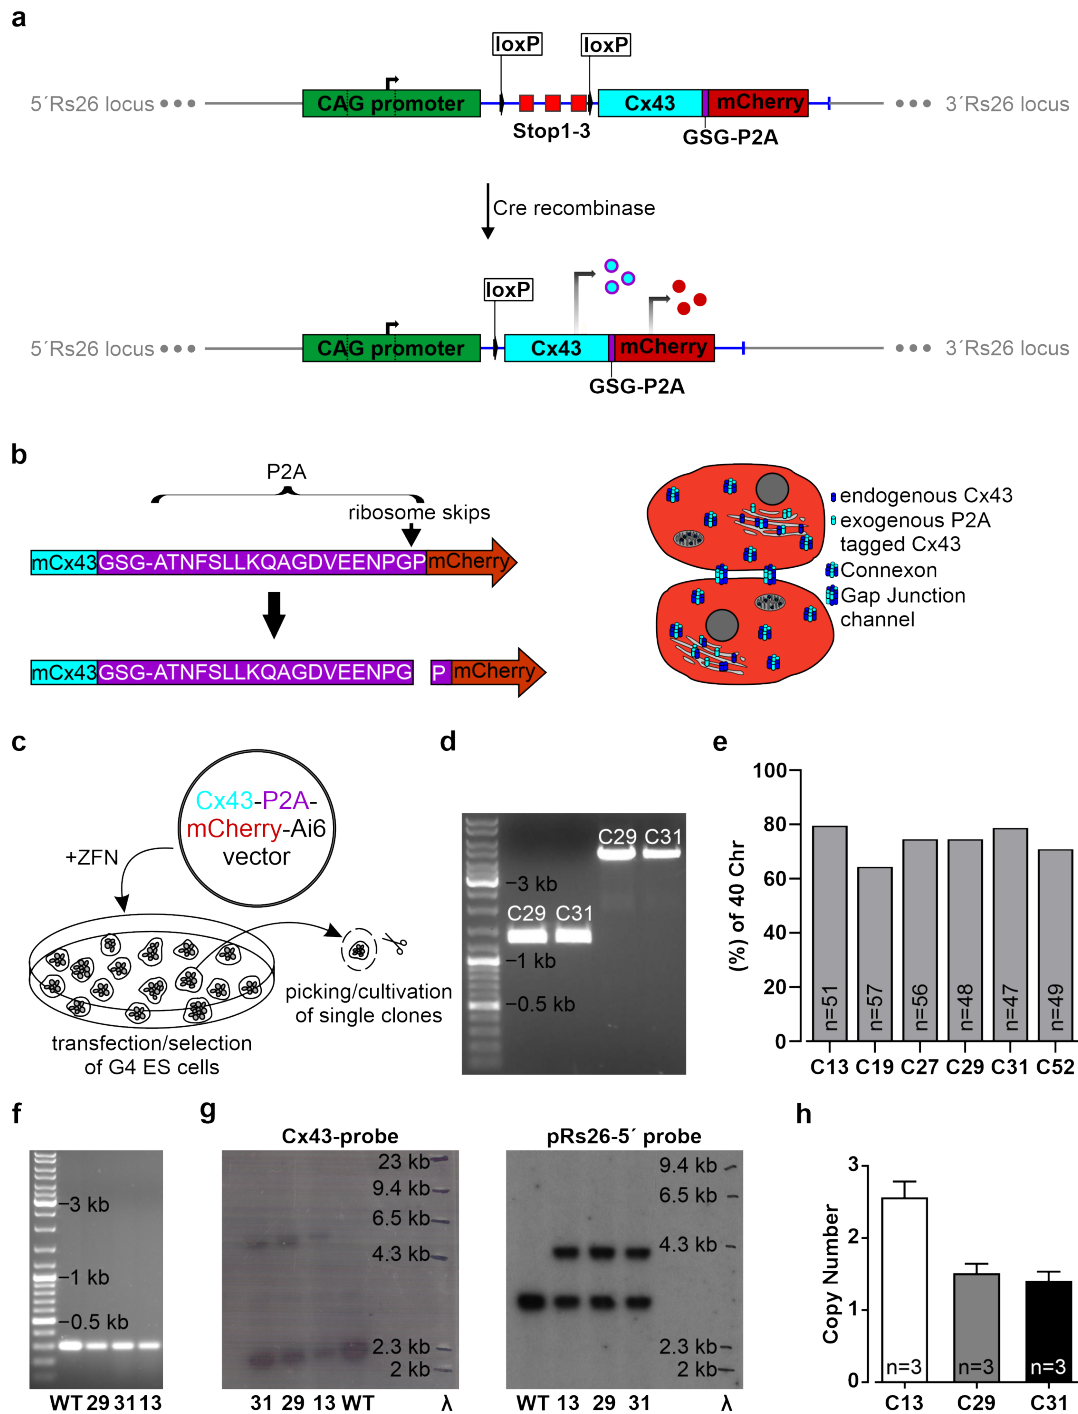 a
loxP
loxP
5´Rs26 locus
CAG promoter
Cx43
mCherry
3´Rs26 locus
Stop1-3
GSG-P2A
Cre recombinase
loxP
5´Rs26 locus
CAG promoter
Cx43
mCherry
3´Rs26 locus
GSG-P2A
b
P2A
ribosome skips
mCx43
GSG-ATNFSLLKQAGDVEENPGP
mCherry
mCx43
GSG-ATNFSLLKQAGDVEENPG
P
mCherry
endogenous Cx43
exogenous P2A
tagged Cx43
Connexon
Gap Junction
channel
c
Cx43-P2A-
mCherry-Ai6
vector
+ZFN
picking/cultivation
of single clones
transfection/selection
of G4 ES cells
d
C29 C31
3 kb
C29 C31
1 kb
0.5 kb
e
(%) of 40 Chr
100
80
60
40
20
0
n=51
n=57
n=56
n=48
n=47
n=49
C13 C19 C27 C29 C31 C52
f
3 kb
1 kb
0.5 kb
WT 29 31 13
g
Cx43-probe
23 kb
9.4 kb
6.5 kb
4.3 kb
2.3 kb
2 kb
31 29 13 WT λ
pRs26-5´ probe
9.4 kb
6.5 kb
4.3 kb
2.3 kb
2 kb
WT 13 29 31 λ
h
Copy Number
3
2
1
0
n=3
n=3
n=3
C13 C29 C31